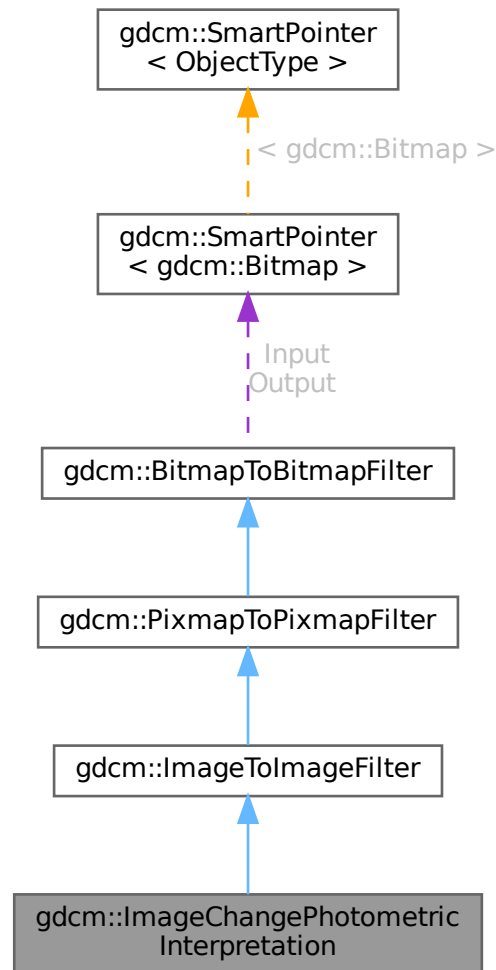 gdcm::SmartPointer
< ObjectType >
< gdcm::Bitmap >
gdcm::SmartPointer
< gdcm::Bitmap >
Input
Output
gdcm::BitmapToBitmapFilter
gdcm::PixmapToPixmapFilter
gdcm::ImageToImageFilter
gdcm::ImageChangePhotometric
Interpretation